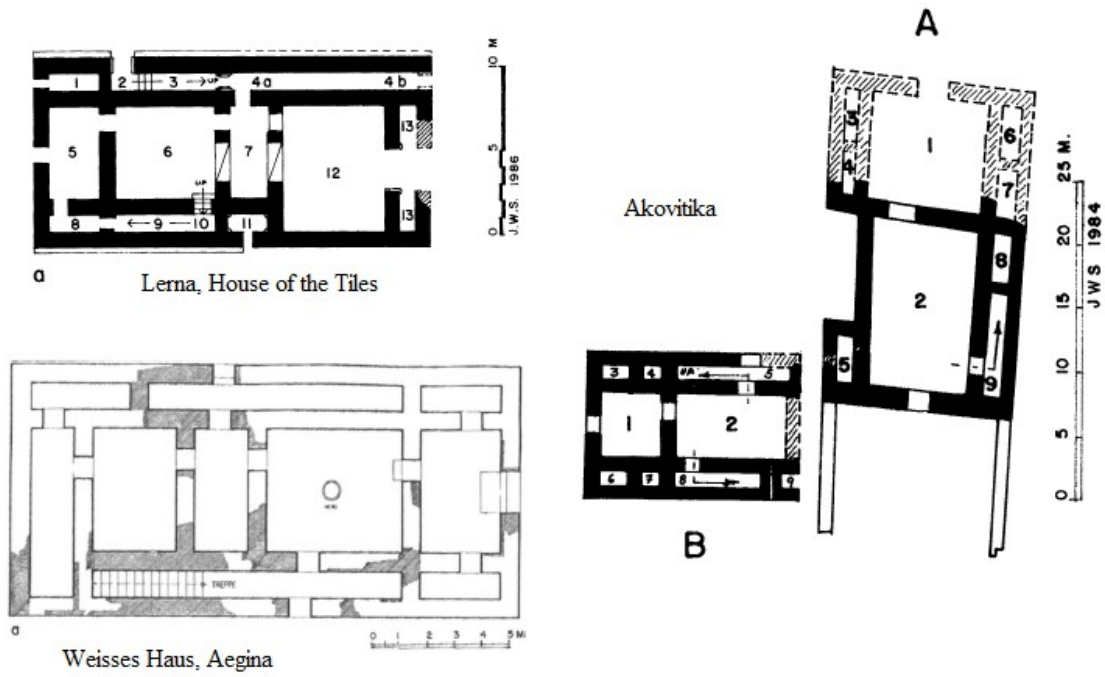 1 2 3 UP 4a 4b
5 6 7 12 13
UP
8 9 10 11 13
10 M
5
0
J.W.S. 1986
a
Lerna, House of the Tiles
HERD
TREPPE
a
0 1 2 3 4 5 M
Weisses Haus, Aegina
Akovitika
A
3 1 6
4 7
2 8
5 9
25 M.
20
15
10
5
0
JWS 1984
3 4 5
1 2
6 7 8 9
B